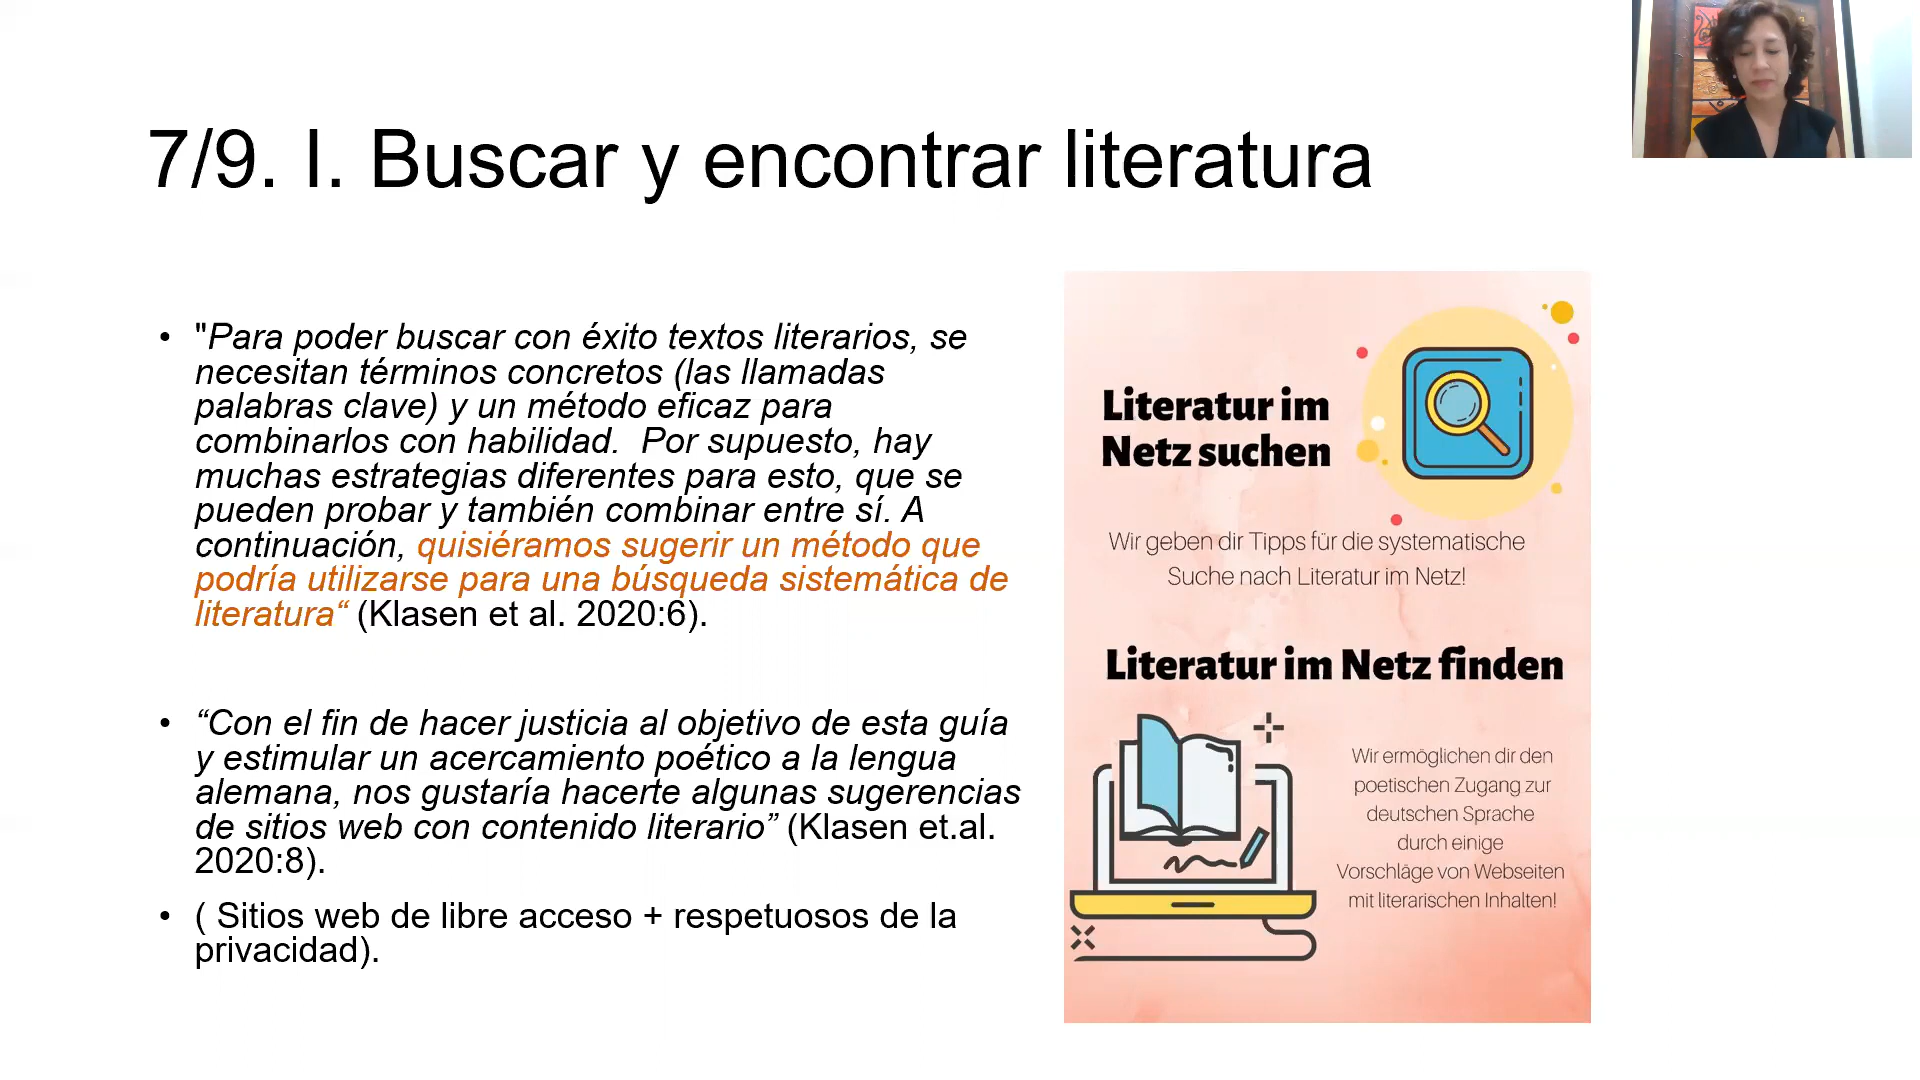 7/9. I. Buscar y encontrar literatura
• "Para poder buscar con éxito textos literarios, se
necesitan términos concretos (las llamadas
palabras clave) y un método eficaz para
combinarlos con habilidad.  Por supuesto, hay
muchas estrategias diferentes para esto, que se
pueden probar y también combinar entre sí. A
continuación, quisiéramos sugerir un método que
podría utilizarse para una búsqueda sistemática de
literatura“ (Klasen et al. 2020:6).
• “Con el fin de hacer justicia al objetivo de esta guía
y estimular un acercamiento poético a la lengua
alemana, nos gustaría hacerte algunas sugerencias
de sitios web con contenido literario” (Klasen et.al.
2020:8).
• ( Sitios web de libre acceso + respetuosos de la
privacidad).
Literatur im
Netz suchen
Wir geben dir Tipps für die systematische
Suche nach Literatur im Netz!
Literatur im Netz finden
Wir ermöglichen dir den
poetischen Zugang zur
deutschen Sprache
durch einige
Vorschläge von Webseiten
mit literarischen Inhalten!